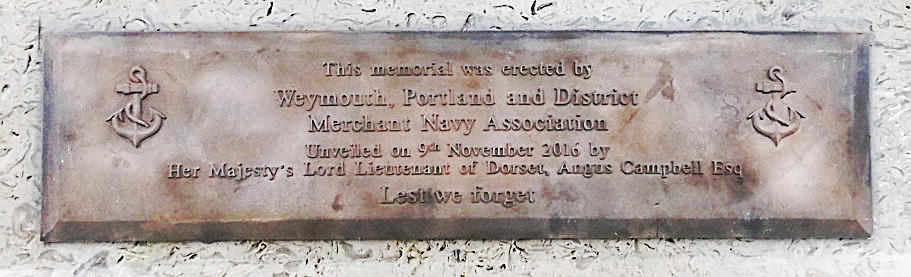 This memorial was erected by
Weymouth, Portland and District
Merchant Navy Association
Unveiled on 9th November 2016 by
Her Majesty's Lord Lieutenant of Dorset, Angus Campbell Esq
Lest we forget